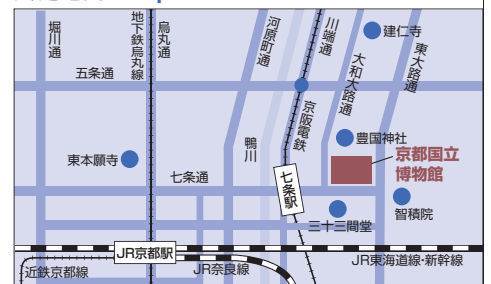 堀川通
地下鉄烏丸線
烏丸通
河原町通
川端通
建仁寺
大和大路通
東大路通
五条通
京阪電鉄
鴨川
豊国神社
京都国立
博物館
東本願寺
七条通
七条駅
智積院
三十三間堂
JR京都駅
近鉄京都線
JR奈良線
JR東海道線・新幹線